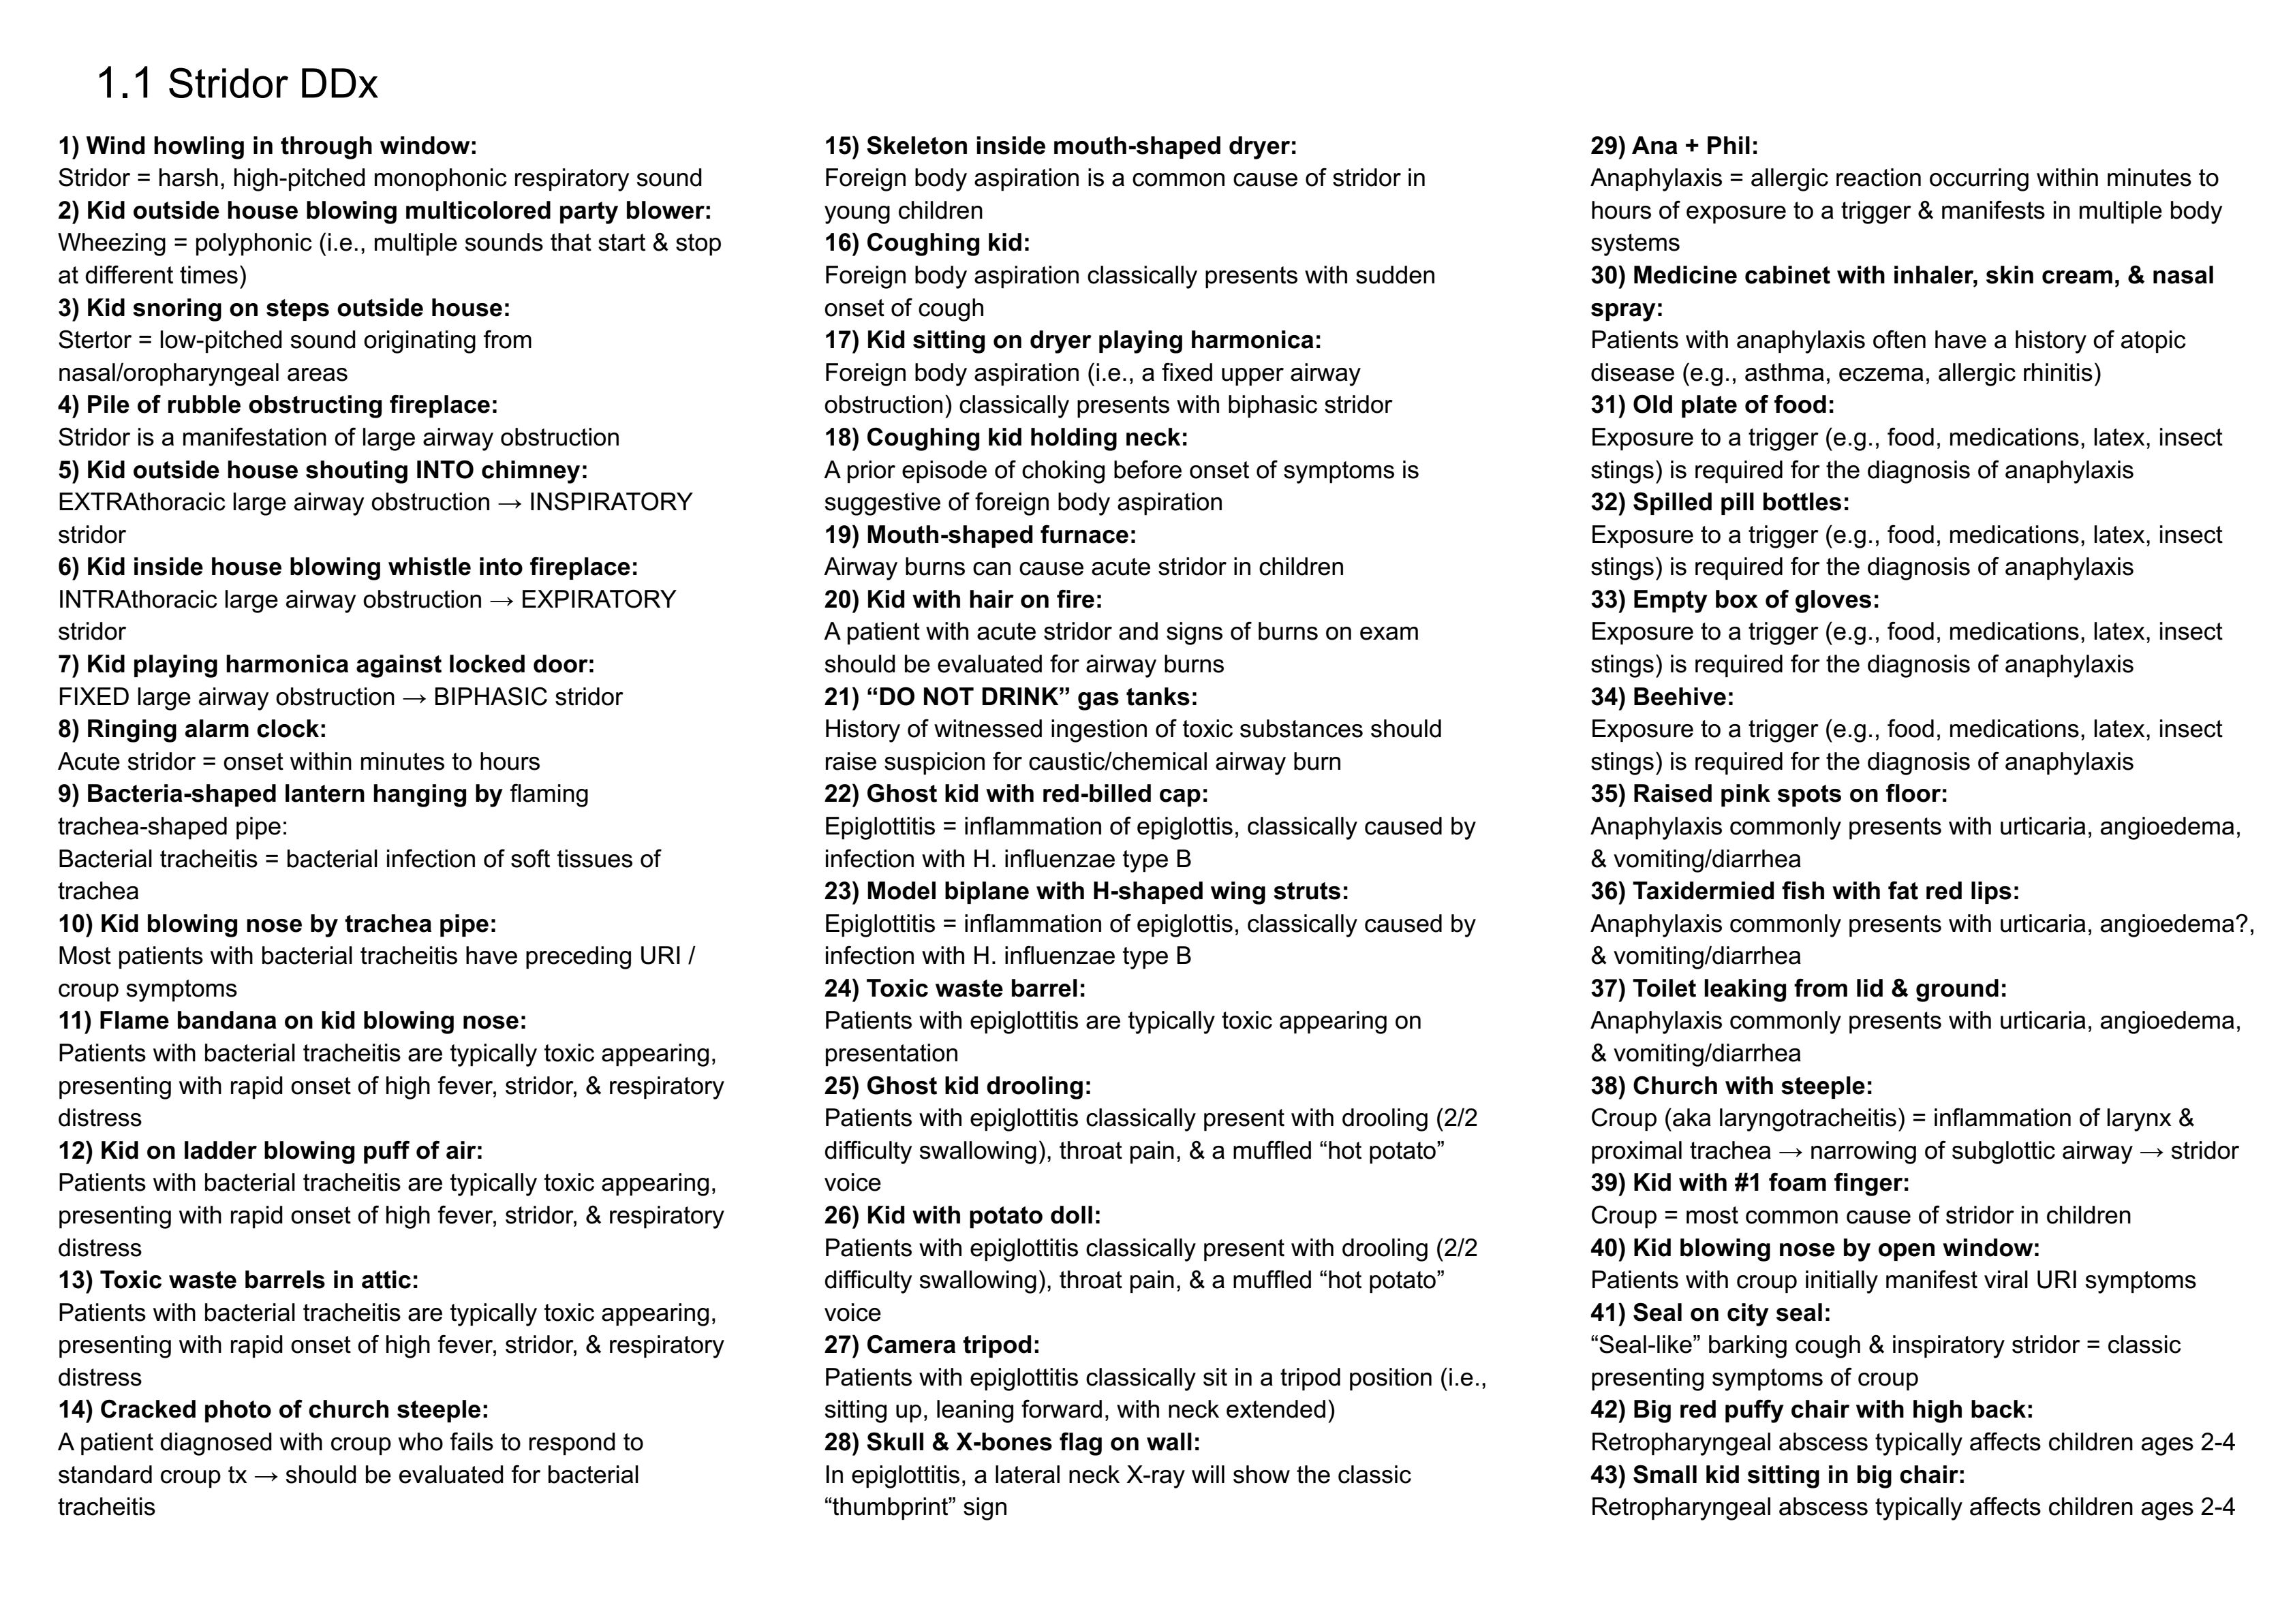 1.1 Stridor DDx
1) Wind howling in through window:
Stridor = harsh, high-pitched monophonic respiratory sound
2) Kid outside house blowing multicolored party blower:
Wheezing = polyphonic (i.e., multiple sounds that start & stop
at different times)
3) Kid snoring on steps outside house:
Stertor = low-pitched sound originating from
nasal/oropharyngeal areas
4) Pile of rubble obstructing fireplace:
Stridor is a manifestation of large airway obstruction
5) Kid outside house shouting INTO chimney:
EXTRAthoracic large airway obstruction → INSPIRATORY
stridor
6) Kid inside house blowing whistle into fireplace:
INTRAthoracic large airway obstruction → EXPIRATORY
stridor
7) Kid playing harmonica against locked door:
FIXED large airway obstruction → BIPHASIC stridor
8) Ringing alarm clock:
Acute stridor = onset within minutes to hours
9) Bacteria-shaped lantern hanging by flaming
trachea-shaped pipe:
Bacterial tracheitis = bacterial infection of soft tissues of
trachea
10) Kid blowing nose by trachea pipe:
Most patients with bacterial tracheitis have preceding URI /
croup symptoms
11) Flame bandana on kid blowing nose:
Patients with bacterial tracheitis are typically toxic appearing,
presenting with rapid onset of high fever, stridor, & respiratory
distress
12) Kid on ladder blowing puff of air:
Patients with bacterial tracheitis are typically toxic appearing,
presenting with rapid onset of high fever, stridor, & respiratory
distress
13) Toxic waste barrels in attic:
Patients with bacterial tracheitis are typically toxic appearing,
presenting with rapid onset of high fever, stridor, & respiratory
distress
14) Cracked photo of church steeple:
A patient diagnosed with croup who fails to respond to
standard croup tx → should be evaluated for bacterial
tracheitis
15) Skeleton inside mouth-shaped dryer:
Foreign body aspiration is a common cause of stridor in
young children
16) Coughing kid:
Foreign body aspiration classically presents with sudden
onset of cough
17) Kid sitting on dryer playing harmonica:
Foreign body aspiration (i.e., a fixed upper airway
obstruction) classically presents with biphasic stridor
18) Coughing kid holding neck:
A prior episode of choking before onset of symptoms is
suggestive of foreign body aspiration
19) Mouth-shaped furnace:
Airway burns can cause acute stridor in children
20) Kid with hair on fire:
A patient with acute stridor and signs of burns on exam
should be evaluated for airway burns
21) “DO NOT DRINK” gas tanks:
History of witnessed ingestion of toxic substances should
raise suspicion for caustic/chemical airway burn
22) Ghost kid with red-billed cap:
Epiglottitis = inflammation of epiglottis, classically caused by
infection with H. influenzae type B
23) Model biplane with H-shaped wing struts:
Epiglottitis = inflammation of epiglottis, classically caused by
infection with H. influenzae type B
24) Toxic waste barrel:
Patients with epiglottitis are typically toxic appearing on
presentation
25) Ghost kid drooling:
Patients with epiglottitis classically present with drooling (2/2
difficulty swallowing), throat pain, & a muffled “hot potato”
voice
26) Kid with potato doll:
Patients with epiglottitis classically present with drooling (2/2
difficulty swallowing), throat pain, & a muffled “hot potato”
voice
27) Camera tripod:
Patients with epiglottitis classically sit in a tripod position (i.e.,
sitting up, leaning forward, with neck extended)
28) Skull & X-bones flag on wall:
In epiglottitis, a lateral neck X-ray will show the classic
“thumbprint” sign
29) Ana + Phil:
Anaphylaxis = allergic reaction occurring within minutes to
hours of exposure to a trigger & manifests in multiple body
systems
30) Medicine cabinet with inhaler, skin cream, & nasal
spray:
Patients with anaphylaxis often have a history of atopic
disease (e.g., asthma, eczema, allergic rhinitis)
31) Old plate of food:
Exposure to a trigger (e.g., food, medications, latex, insect
stings) is required for the diagnosis of anaphylaxis
32) Spilled pill bottles:
Exposure to a trigger (e.g., food, medications, latex, insect
stings) is required for the diagnosis of anaphylaxis
33) Empty box of gloves:
Exposure to a trigger (e.g., food, medications, latex, insect
stings) is required for the diagnosis of anaphylaxis
34) Beehive:
Exposure to a trigger (e.g., food, medications, latex, insect
stings) is required for the diagnosis of anaphylaxis
35) Raised pink spots on floor:
Anaphylaxis commonly presents with urticaria, angioedema,
& vomiting/diarrhea
36) Taxidermied fish with fat red lips:
Anaphylaxis commonly presents with urticaria, angioedema?,
& vomiting/diarrhea
37) Toilet leaking from lid & ground:
Anaphylaxis commonly presents with urticaria, angioedema,
& vomiting/diarrhea
38) Church with steeple:
Croup (aka laryngotracheitis) = inflammation of larynx &
proximal trachea → narrowing of subglottic airway → stridor
39) Kid with #1 foam finger:
Croup = most common cause of stridor in children
40) Kid blowing nose by open window:
Patients with croup initially manifest viral URI symptoms
41) Seal on city seal:
“Seal-like” barking cough & inspiratory stridor = classic
presenting symptoms of croup
42) Big red puffy chair with high back:
Retropharyngeal abscess typically affects children ages 2-4
43) Small kid sitting in big chair:
Retropharyngeal abscess typically affects children ages 2-4